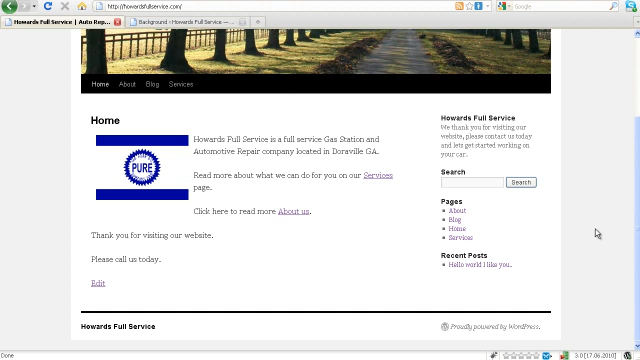 http://howardsfullservice.com/
Google
Howards Full Service | Auto Rep...
Background ‹ Howards Full Service — ...
Home About Blog Services
Home
PURE
Howards Full Service is a full service Gas Station and
Automotive Repair company located in Doraville GA.
Read more about what we can do for you on our Services
page.
Click here to read more About us.
Thank you for visiting our website.
Please call us today.
Edit
Howards Full Service
We thank you for visiting our
website, please contact us today
and lets get started working on
your car.
Search
Search
Pages
About
Blog
Home
Services
Recent Posts
Hello world I like you..
Howards Full Service
Proudly powered by WordPress.
Done
3.0 [17.06.2010]